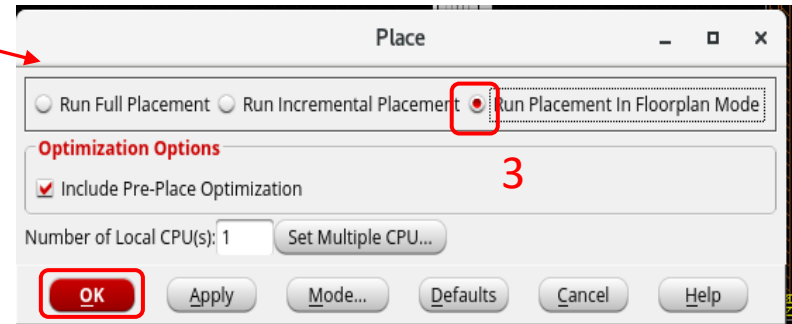 Place
Run Full Placement Run Incremental Placement Run Placement In Floorplan Mode
Optimization Options
Include Pre-Place Optimization
3
Number of Local CPU(s): 1 Set Multiple CPU...
OK Apply Mode... Defaults Cancel Help